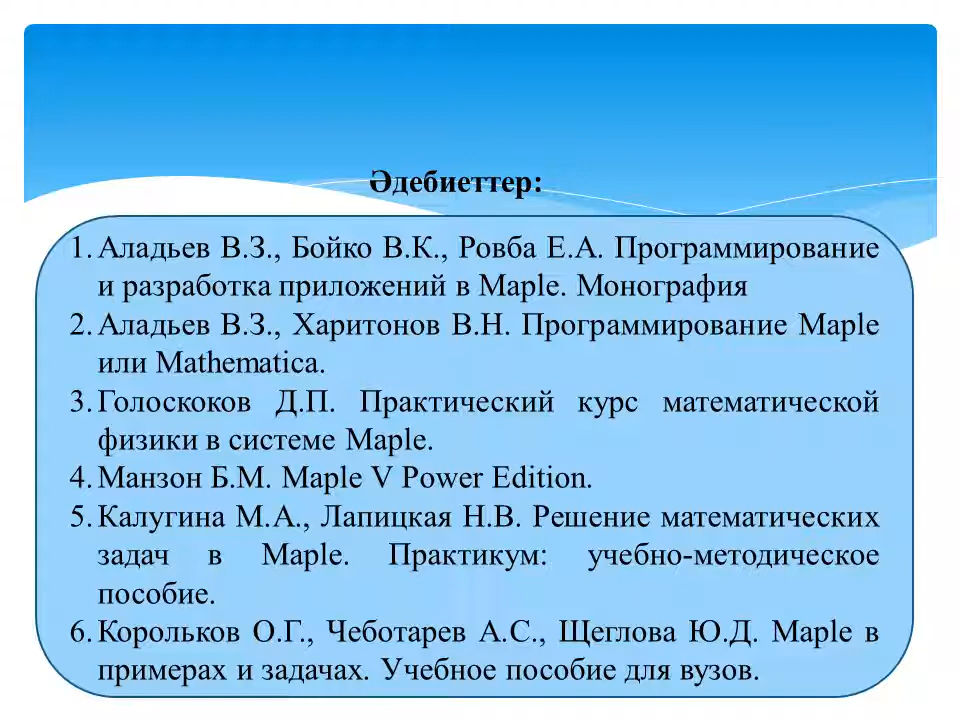 Әдебиеттер:
1. Аладьев В.З., Бойко В.К., Ровба Е.А. Программирование
и разработка приложений в Maple. Монография
2. Аладьев В.З., Харитонов В.Н. Программирование Maple
или Mathematica.
3. Голоскоков Д.П. Практический курс математической
физики в системе Maple.
4. Манзон Б.М. Maple V Power Edition.
5. Калугина М.А., Лапицкая Н.В. Решение математических
задач в Maple. Практикум: учебно-методическое
пособие.
6. Корольков О.Г., Чеботарев А.С., Щеглова Ю.Д. Maple в
примерах и задачах. Учебное пособие для вузов.